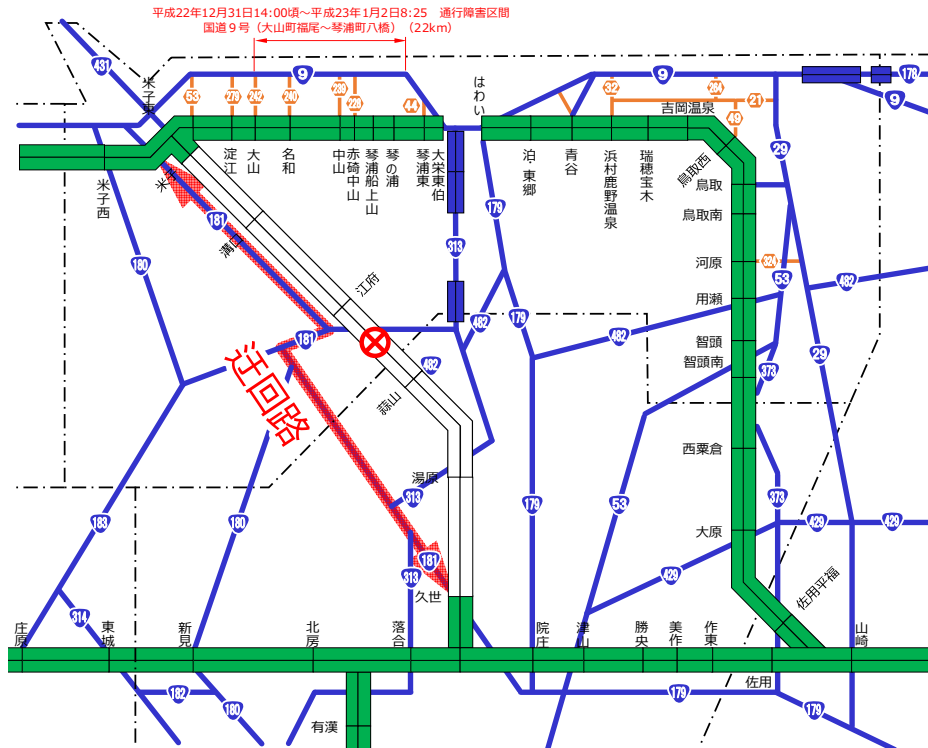 平成22年12月31日14:00頃～平成23年1月2日8:25　通行障害区間
国道９号（大山町福尾～琴浦町八橋）（22km）
431
米子東
9
はわい
9
178
53
279
242
240
239
228
44
32
284
21
49
9
吉岡温泉
29
米子
淀江
大山
名和
中山
赤碕中山
琴浦船上山
琴の浦
琴浦東
大栄東伯
泊・東郷
青谷
浜村鹿野温泉
瑞穂宝木
鳥取西
鳥取
鳥取南
米子西
181
179
溝口
313
180
河原
324
53
482
江府
用瀬
482
179
181
482
智頭
智頭南
29
482
373
迂回路
蒜山
西粟倉
湯原
313
179
53
373
183
180
大原
429
429
181
313
429
久世
佐用平福
314
庄原
東城
新見
北房
落合
院庄
津山
勝央
美作
作東
山崎
佐用
182
180
179
179
有漢